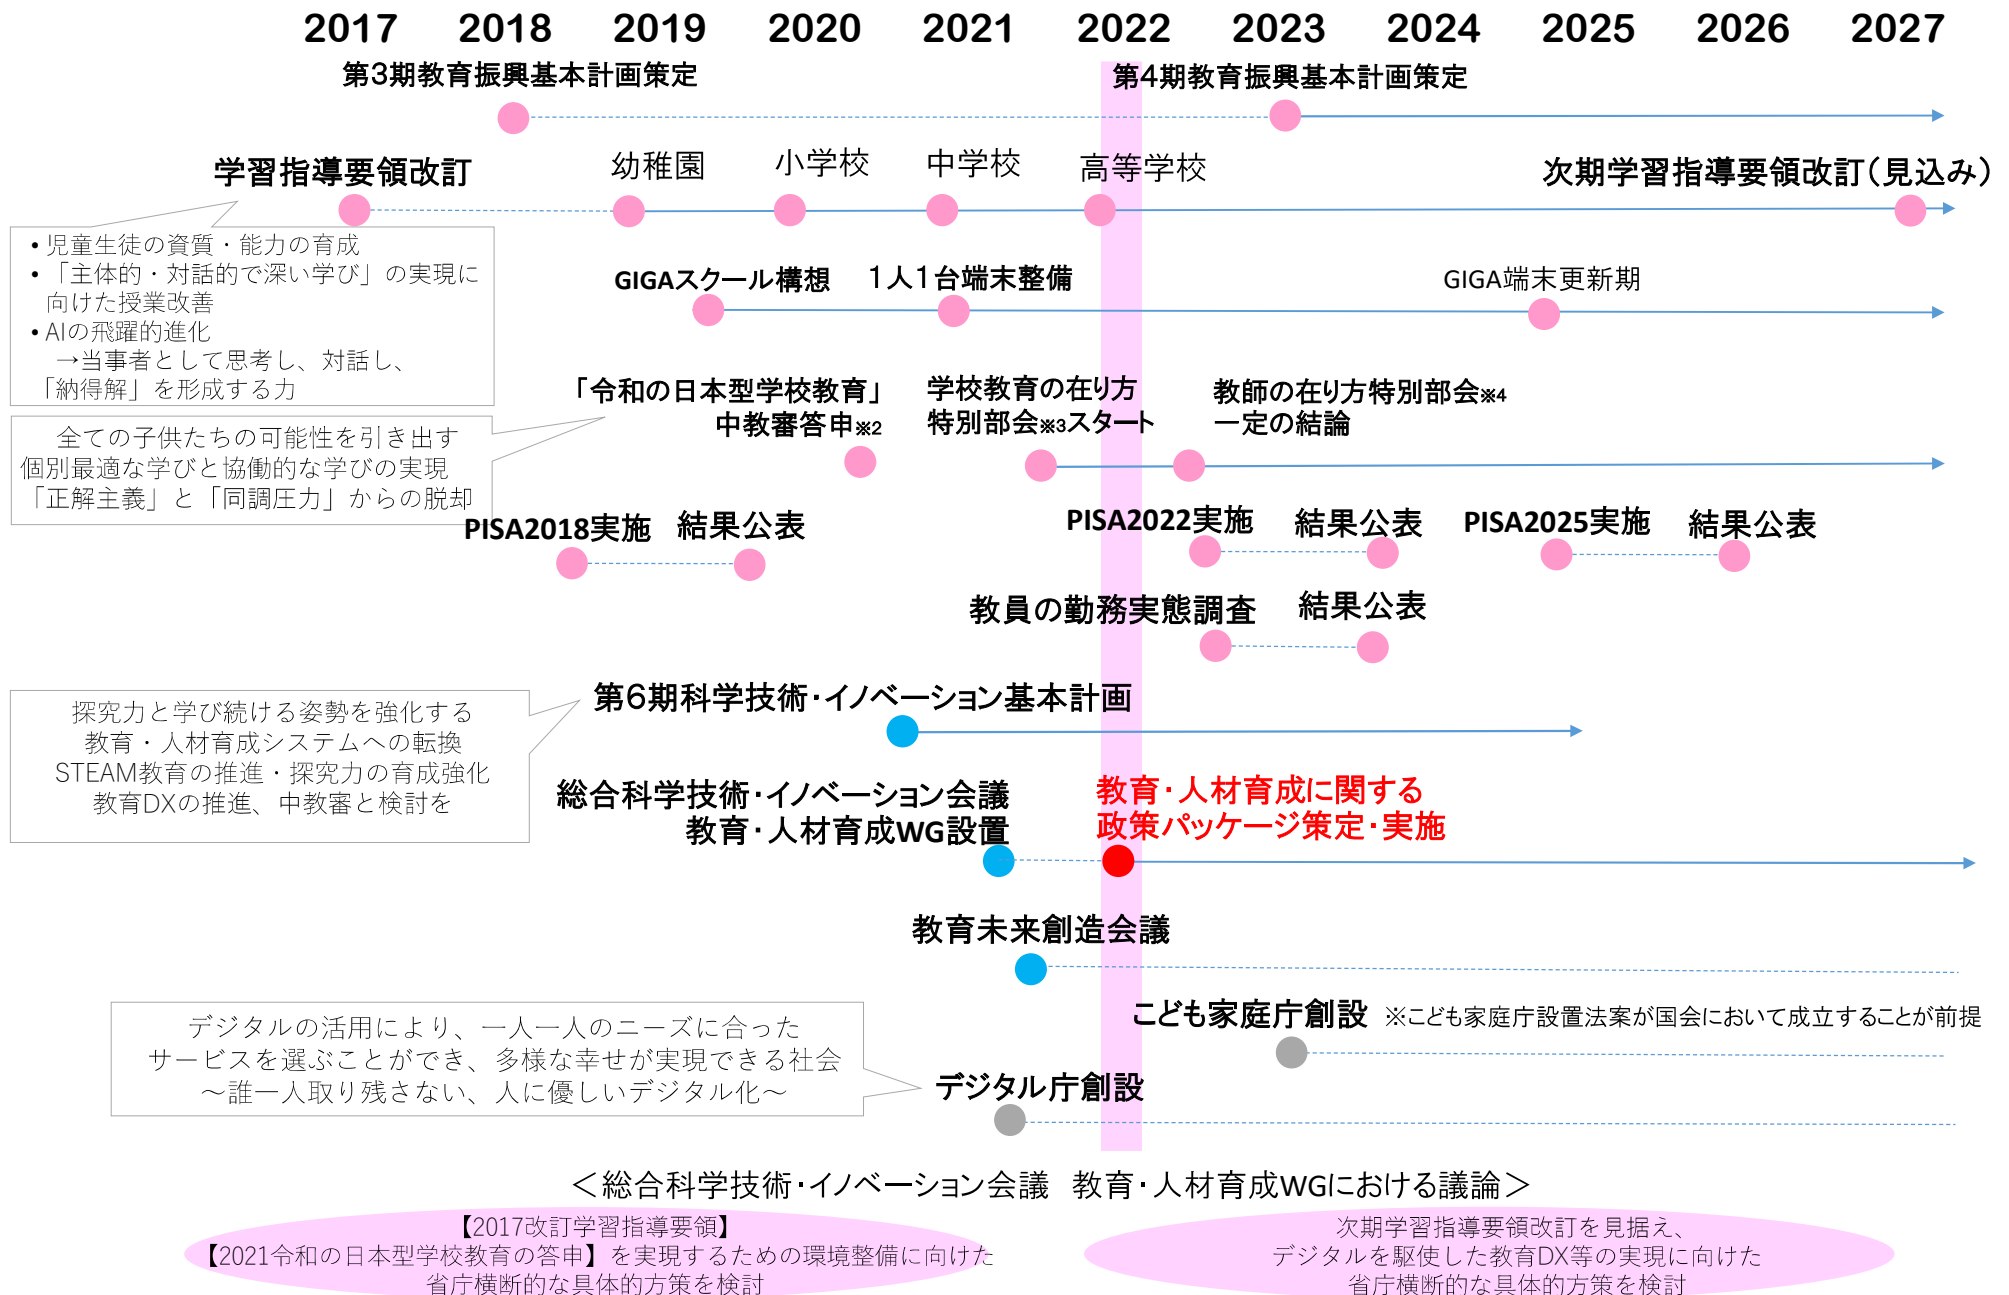 2017 2018 2019 2020 2021 2022 2023 2024 2025 2026 2027
第3期教育振興基本計画策定
第4期教育振興基本計画策定
学習指導要領改訂
幼稚園
小学校
中学校
高等学校
次期学習指導要領改訂（見込み）
• 児童生徒の資質・能力の育成
• 「主体的・対話的で深い学び」の実現に
向けた授業改善
• AIの飛躍的進化
→当事者として思考し、対話し、
「納得解」を形成する力
GIGAスクール構想
1人1台端末整備
GIGA端末更新期
「令和の日本型学校教育」
中教審答申※2
学校教育の在り方
特別部会※3スタート
教師の在り方特別部会※4
一定の結論
全ての子供たちの可能性を引き出す
個別最適な学びと協働的な学びの実現
「正解主義」と「同調圧力」からの脱却
PISA2018実施
結果公表
PISA2022実施
結果公表
PISA2025実施
結果公表
教員の勤務実態調査
結果公表
第6期科学技術・イノベーション基本計画
探究力と学び続ける姿勢を強化する
教育・人材育成システムへの転換
STEAM教育の推進・探究力の育成強化
教育DXの推進、中教審と検討を
総合科学技術・イノベーション会議
教育・人材育成WG設置
教育・人材育成に関する
政策パッケージ策定・実施
教育未来創造会議
こども家庭庁創設 ※こども家庭庁設置法案が国会において成立することが前提
デジタルの活用により、一人一人のニーズに合った
サービスを選ぶことができ、多様な幸せが実現できる社会
～誰一人取り残さない、人に優しいデジタル化～
デジタル庁創設
＜総合科学技術・イノベーション会議 教育・人材育成WGにおける議論＞
【2017改訂学習指導要領】
【2021令和の日本型学校教育の答申】を実現するための環境整備に向けた
省庁横断的な具体的方策を検討
次期学習指導要領改訂を見据え、
デジタルを駆使した教育DX等の実現に向けた
省庁横断的な具体的方策を検討